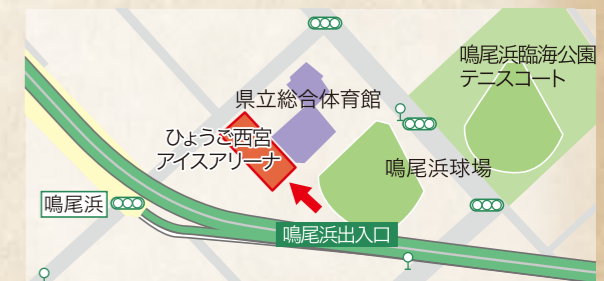 鳴尾浜臨海公園
テニスコート
県立総合体育館
ひょうご西宮
アイスアリーナ
鳴尾浜球場
鳴尾浜
鳴尾浜出入口